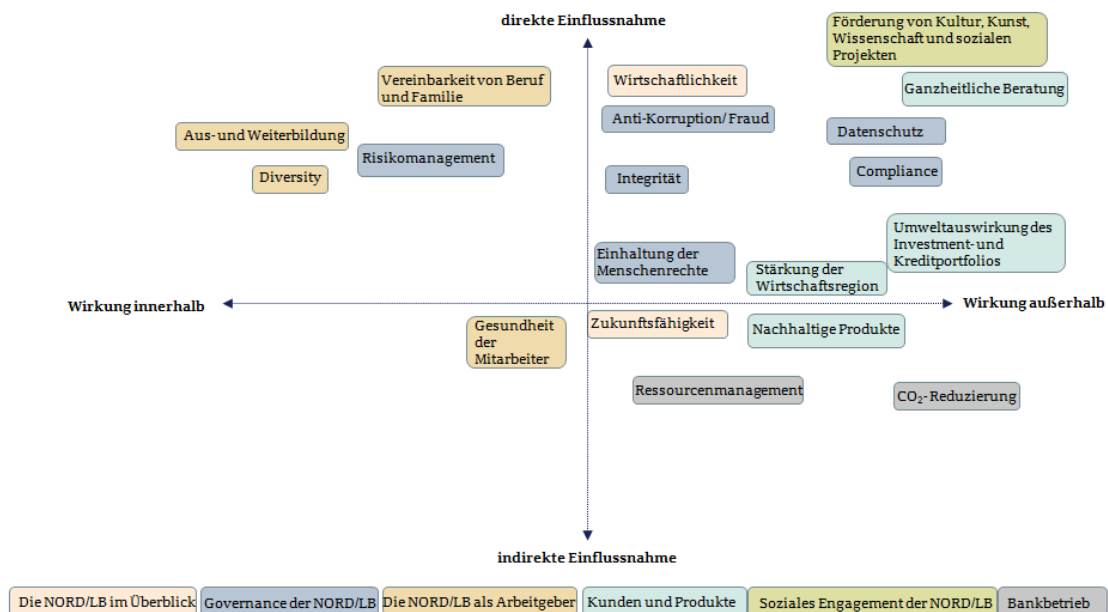 direkte Einflussnahme
Förderung von Kultur, Kunst,
Wissenschaft und sozialen
Projekten
Vereinbarkeit von Beruf
und Familie
Wirtschaftlichkeit
Ganzheitliche Beratung
Anti-Korruption/ Fraud
Aus- und Weiterbildung
Datenschutz
Risikomanagement
Diversity
Integrität
Compliance
Umweltauswirkung des
Investment- und
Kreditportfolios
Einhaltung der
Menschenrechte
Stärkung der
Wirtschaftsregion
Wirkung innerhalb
Wirkung außerhalb
Gesundheit
der
Mitarbeiter
Zukunftsfähigkeit
Nachhaltige Produkte
Ressourcenmanagement
CO₂- Reduzierung
indirekte Einflussnahme
Die NORD/LB im Überblick
Governance der NORD/LB
Die NORD/LB als Arbeitgeber
Kunden und Produkte
Soziales Engagement der NORD/LB
Bankbetrieb